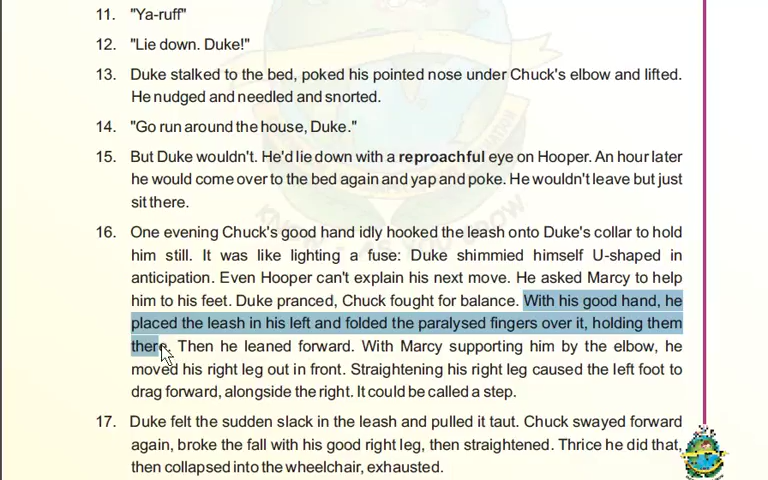 11. "Ya-ruff"
12. "Lie down. Duke!"
13. Duke stalked to the bed, poked his pointed nose under Chuck's elbow and lifted.
He nudged and needled and snorted.
14. "Go run around the house, Duke."
15. But Duke wouldn't. He'd lie down with a reproachful eye on Hooper. An hour later
he would come over to the bed again and yap and poke. He wouldn't leave but just
sit there.
16. One evening Chuck's good hand idly hooked the leash onto Duke's collar to hold
him still. It was like lighting a fuse: Duke shimmied himself U-shaped in
anticipation. Even Hooper can't explain his next move. He asked Marcy to help
him to his feet. Duke pranced, Chuck fought for balance. With his good hand, he
placed the leash in his left and folded the paralysed fingers over it, holding them
there. Then he leaned forward. With Marcy supporting him by the elbow, he
moved his right leg out in front. Straightening his right leg caused the left foot to
drag forward, alongside the right. It could be called a step.
17. Duke felt the sudden slack in the leash and pulled it taut. Chuck swayed forward
again, broke the fall with his good right leg, then straightened. Thrice he did that,
then collapsed into the wheelchair, exhausted.